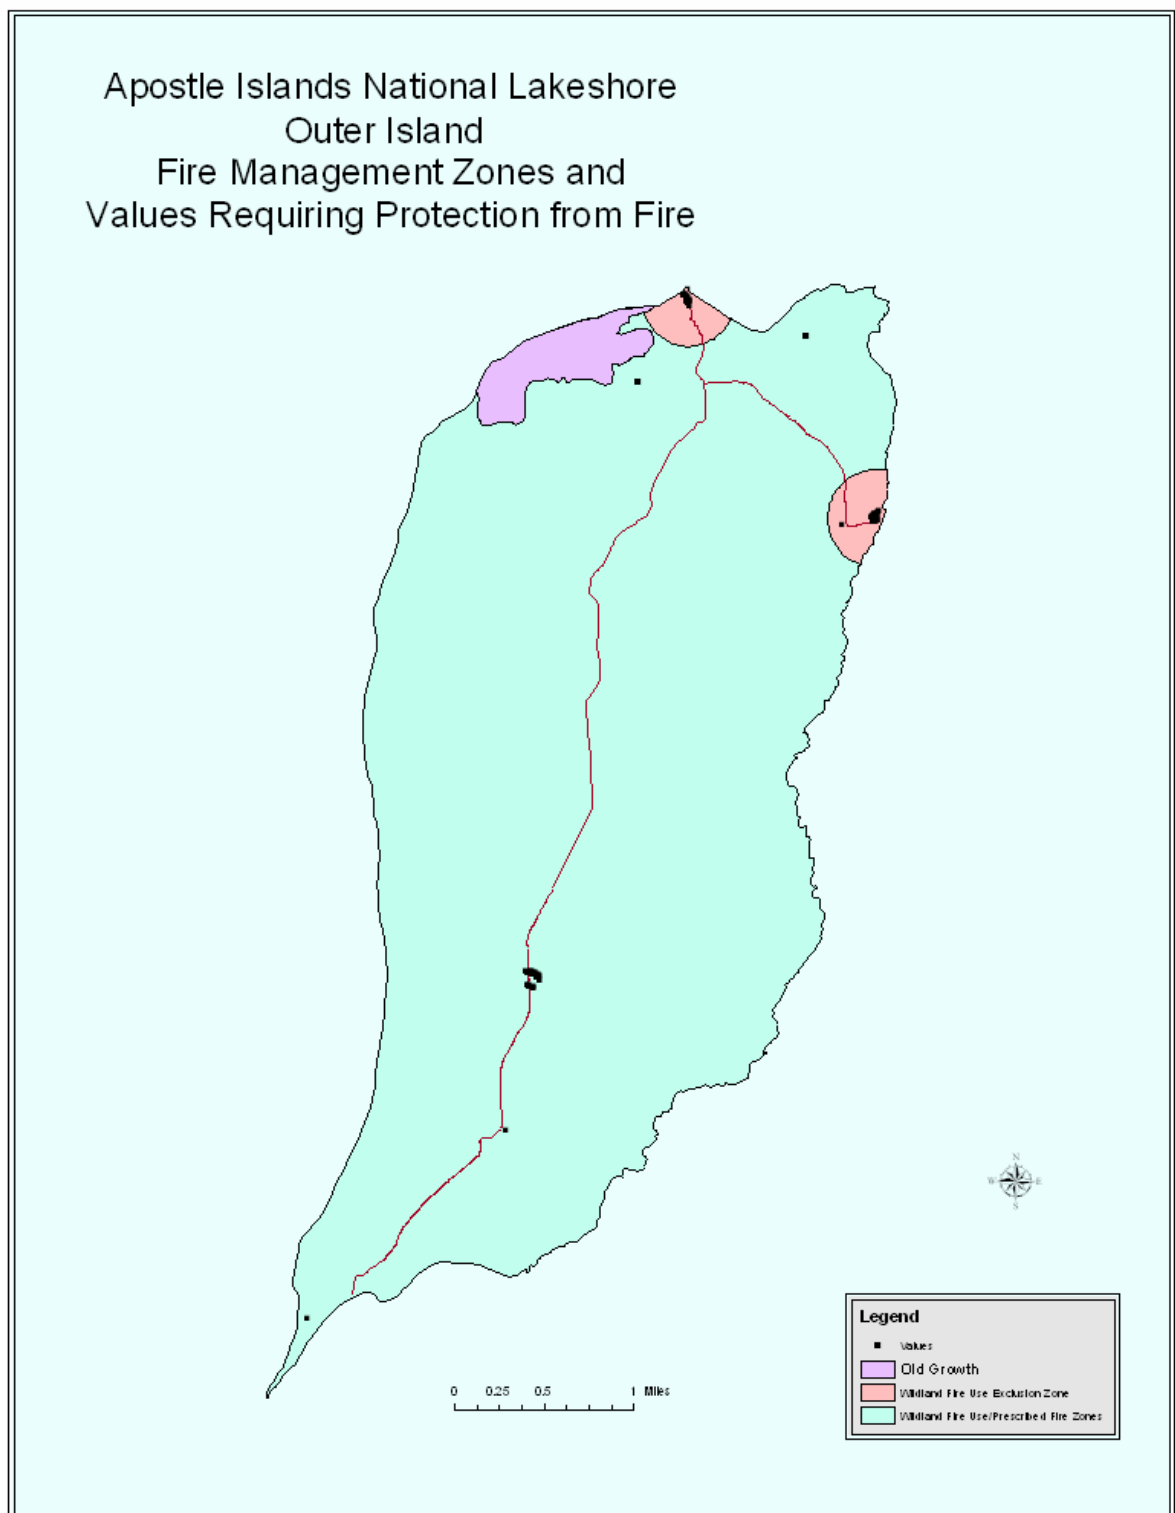 Apostle Islands National Lakeshore
Outer Island
Fire Management Zones and
Values Requiring Protection from Fire
N
W E
S
Legend
Values
Old Growth
Wildland Fire Use Exclusion Zone
Wildland Fire Use/Prescribed Fire Zones
0 0.25 0.5 1 Miles